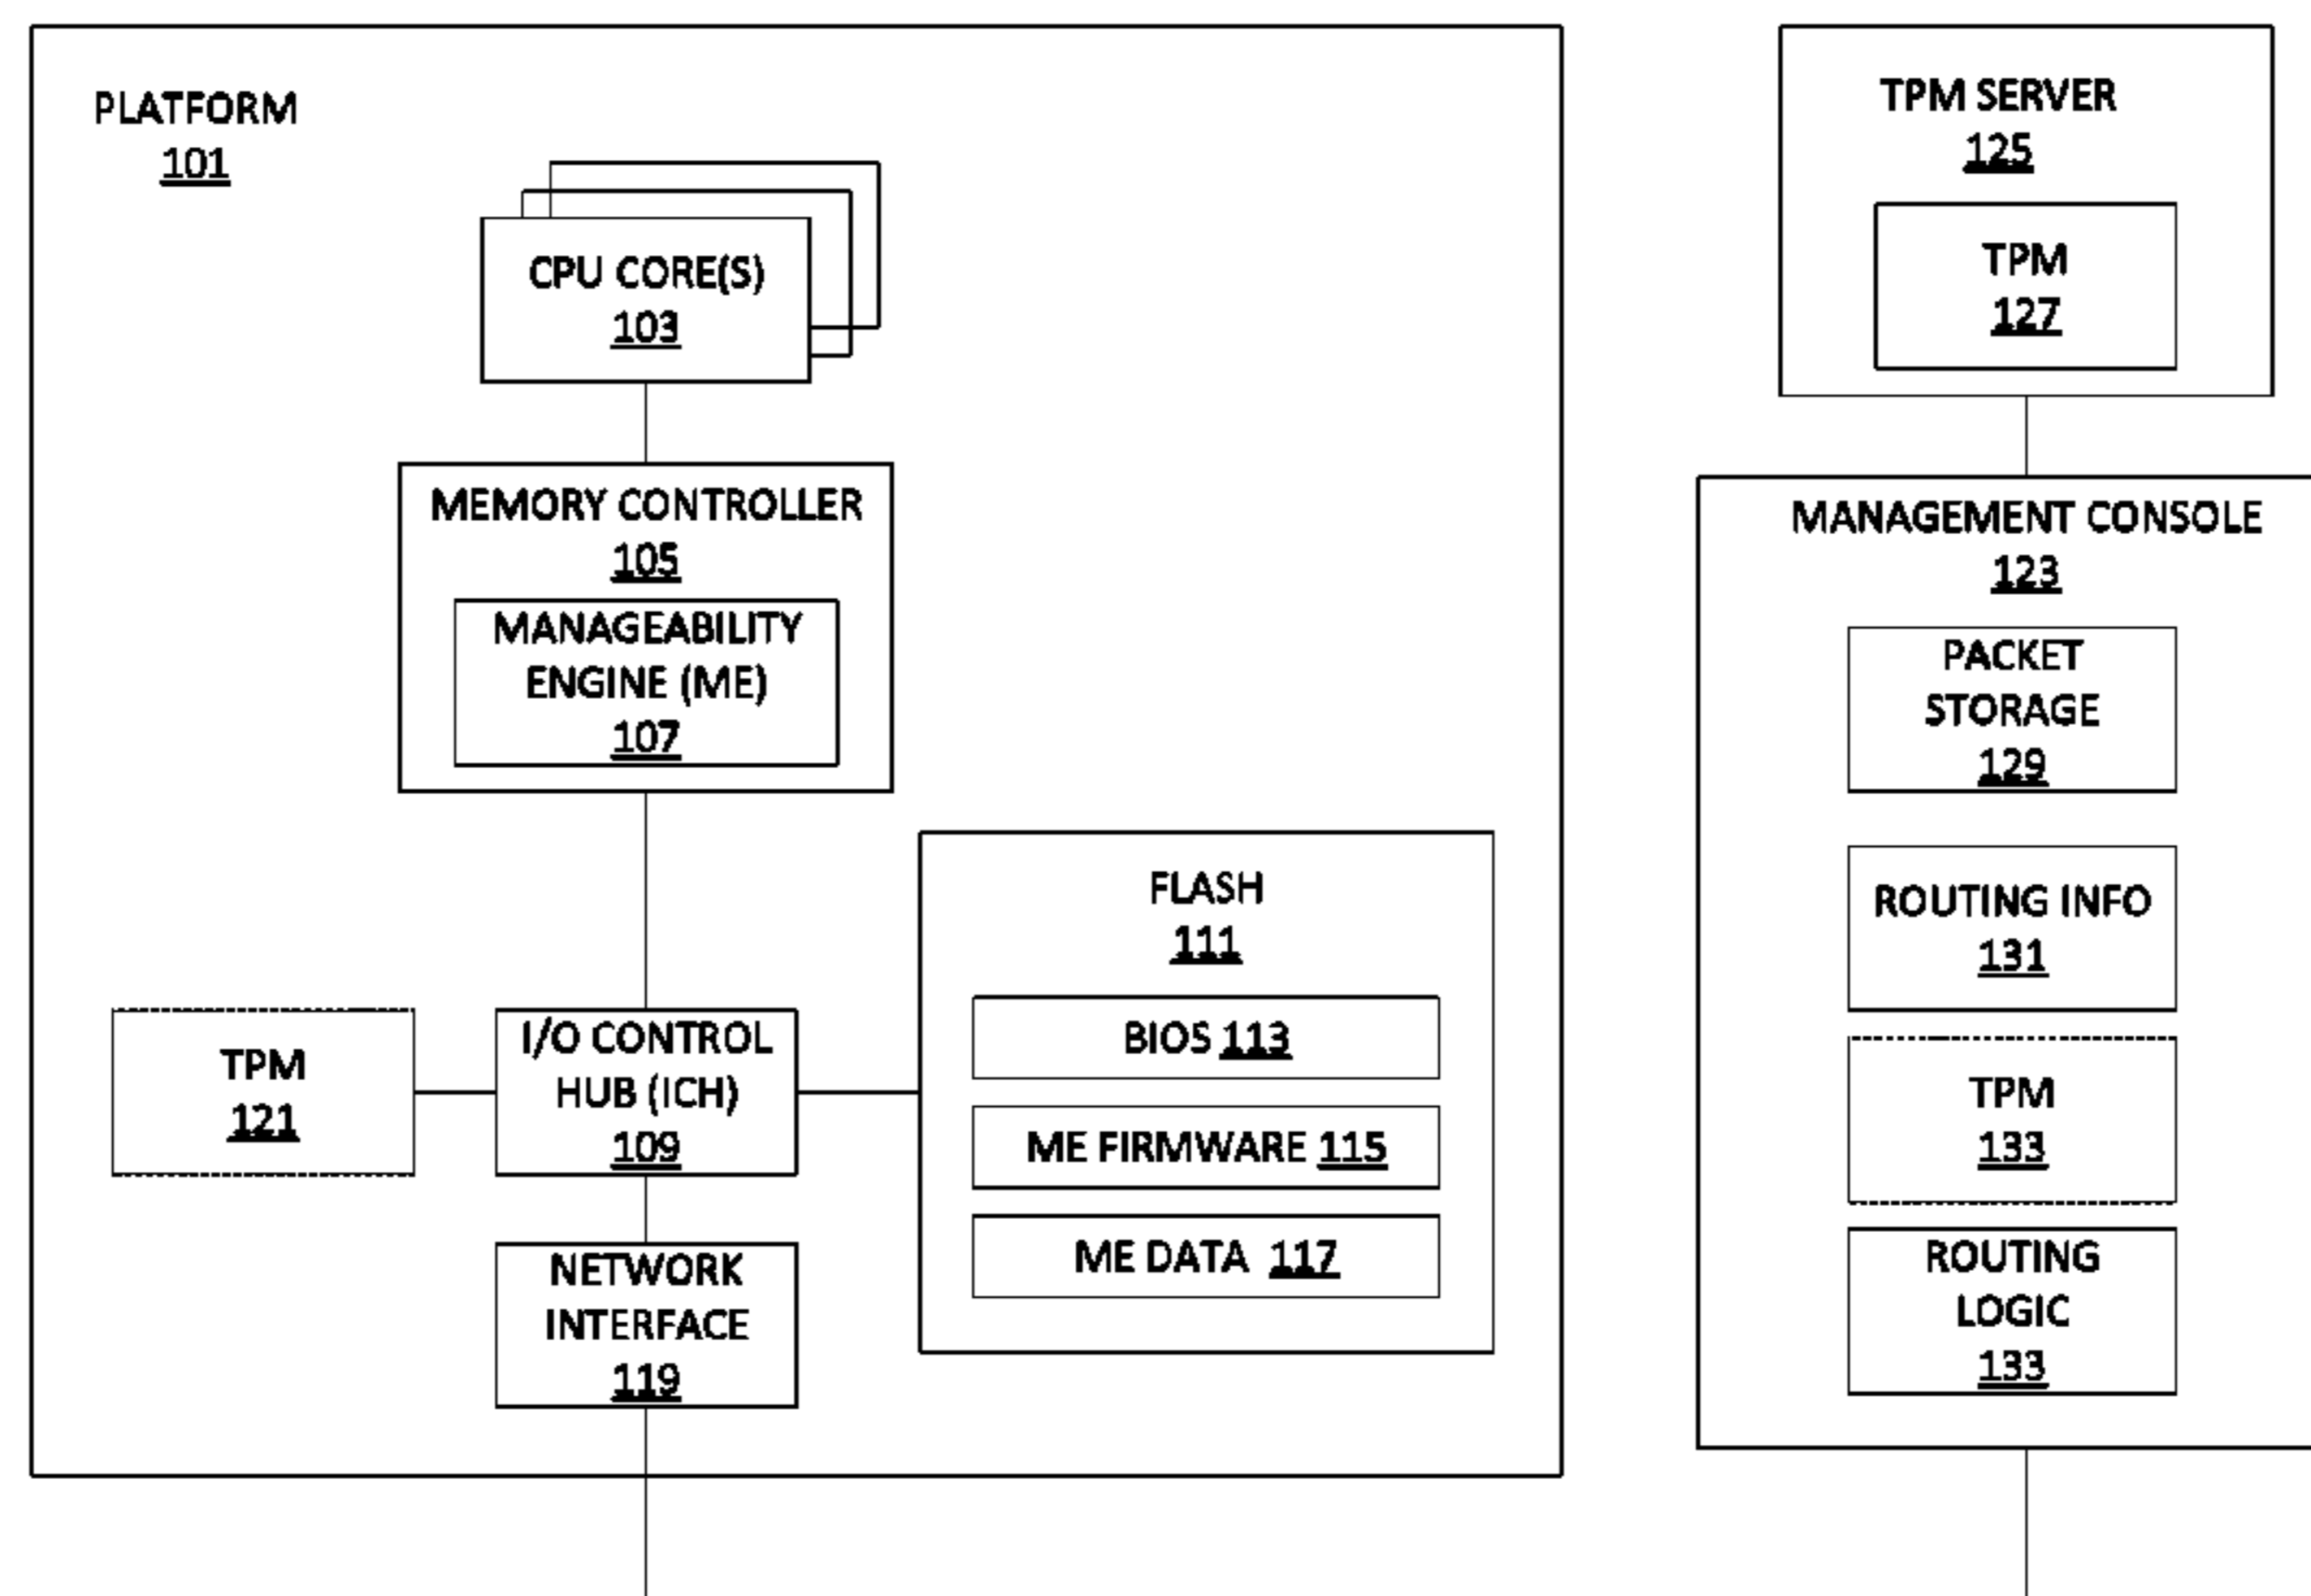 PLATFORM
101
CPU CORE(S)
103
MEMORY CONTROLLER
105
MANAGEABILITY
ENGINE (ME)
107
FLASH
111
BIOS 113
ME FIRMWARE 115
ME DATA 117
TPM
121
I/O CONTROL
HUB (ICH)
109
NETWORK
INTERFACE
119
TPM SERVER
125
TPM
127
MANAGEMENT CONSOLE
123
PACKET
STORAGE
129
ROUTING INFO
131
TPM
133
ROUTING
LOGIC
133